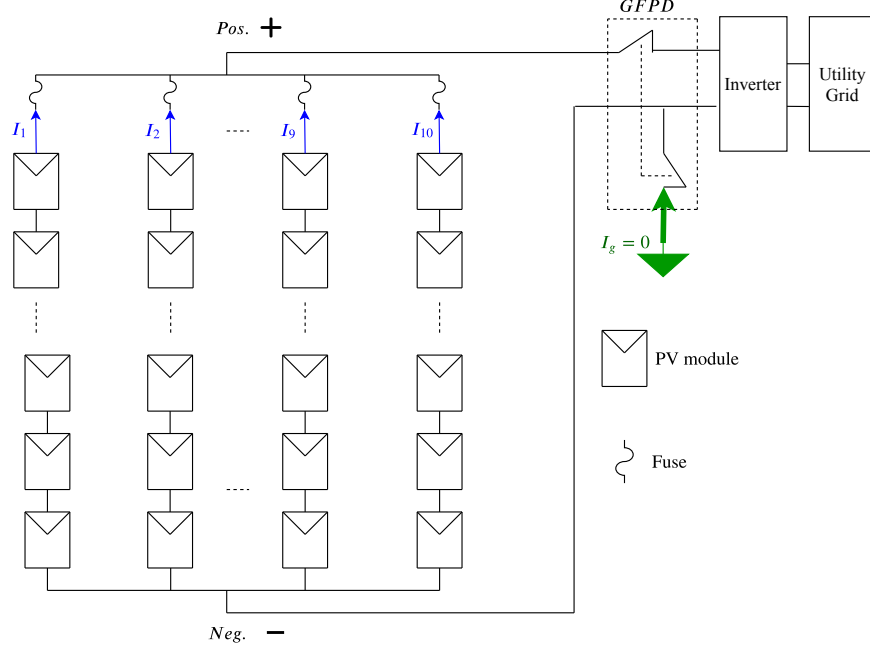 GFPD
Pos. +
Inverter
Utility
Grid
I1
I2
I9
I10
Ig = 0
PV module
Fuse
Neg. −